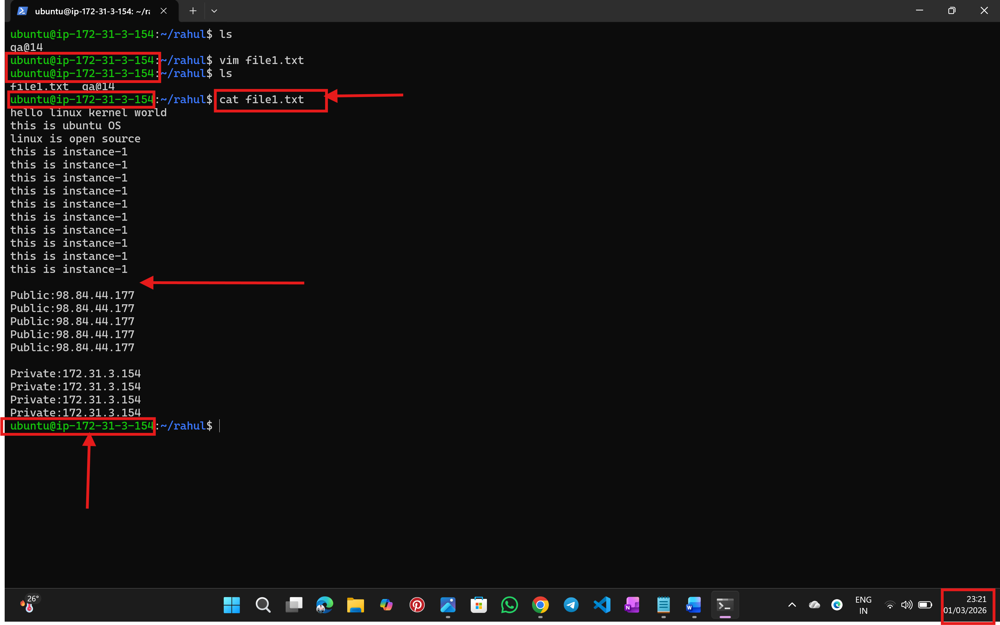 ubuntu@ip-172-31-3-154: ~/ra
ubuntu@ip-172-31-3-154:~/rahul$ ls
qa@14
ubuntu@ip-172-31-3-154:~/rahul$ vim file1.txt
ubuntu@ip-172-31-3-154:~/rahul$ ls
file1.txt  qa@14
ubuntu@ip-172-31-3-154:~/rahul$ cat file1.txt
hello linux kernel world
this is ubuntu OS
linux is open source
this is instance-1
this is instance-1
this is instance-1
this is instance-1
this is instance-1
this is instance-1
this is instance-1
this is instance-1
this is instance-1
this is instance-1
Public:98.84.44.177
Public:98.84.44.177
Public:98.84.44.177
Public:98.84.44.177
Public:98.84.44.177
Private:172.31.3.154
Private:172.31.3.154
Private:172.31.3.154
Private:172.31.3.154
ubuntu@ip-172-31-3-154:~/rahul$
26°
ENG
IN
23:21
01/03/2026